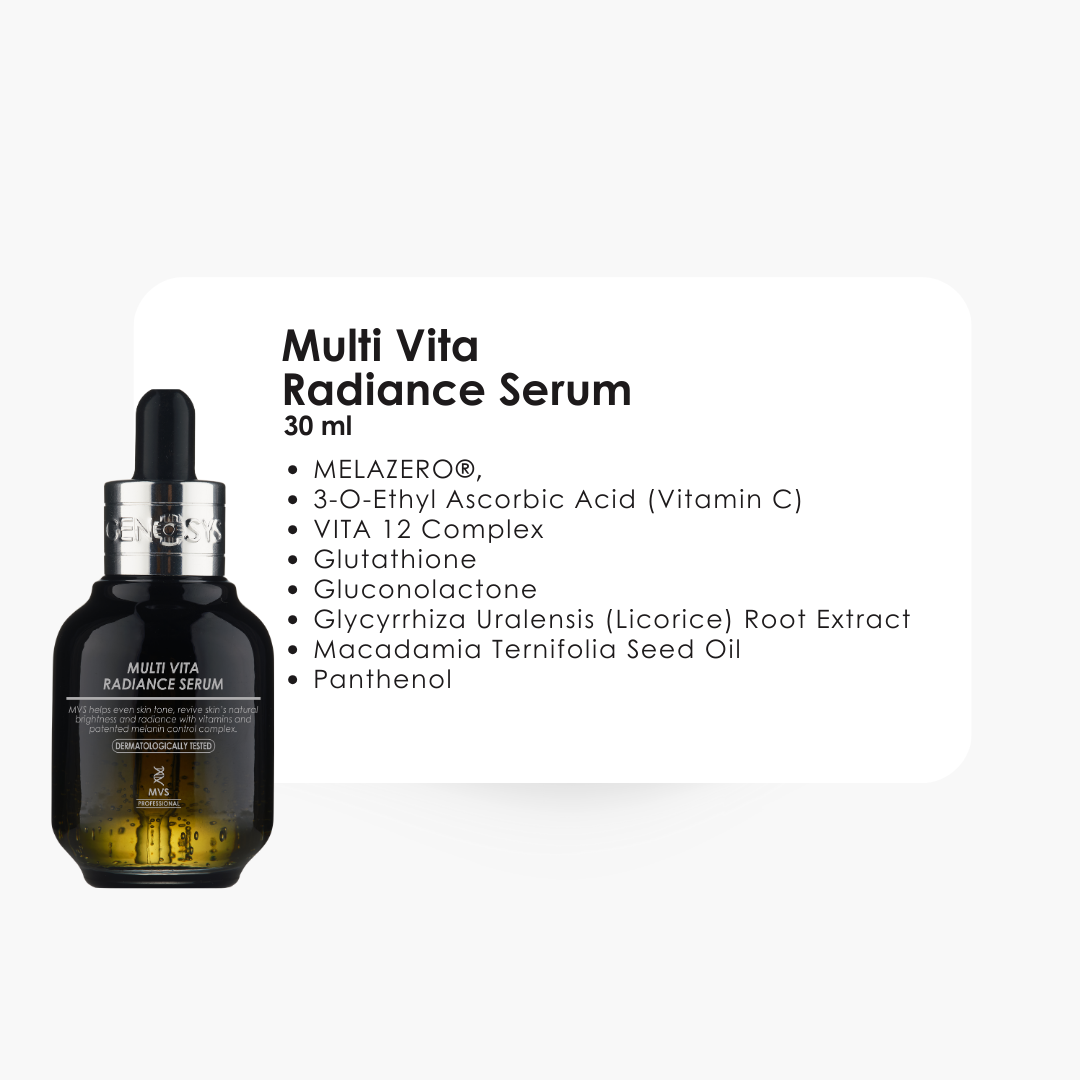 Multi Vita
Radiance Serum
30 ml
• MELAZERO®,
• 3-O-Ethyl Ascorbic Acid (Vitamin C)
• VITA 12 Complex
• Glutathione
• Gluconolactone
• Glycyrrhiza Uralensis (Licorice) Root Extract
• Macadamia Ternifolia Seed Oil
• Panthenol
GENOSYS
MULTI VITA
RADIANCE SERUM
MVS helps even skin tone, revive skin's natural
brightness and radiance with vitamins and
patented melanin control complex.
DERMATOLOGICALLY TESTED
MVS
PROFESSIONAL